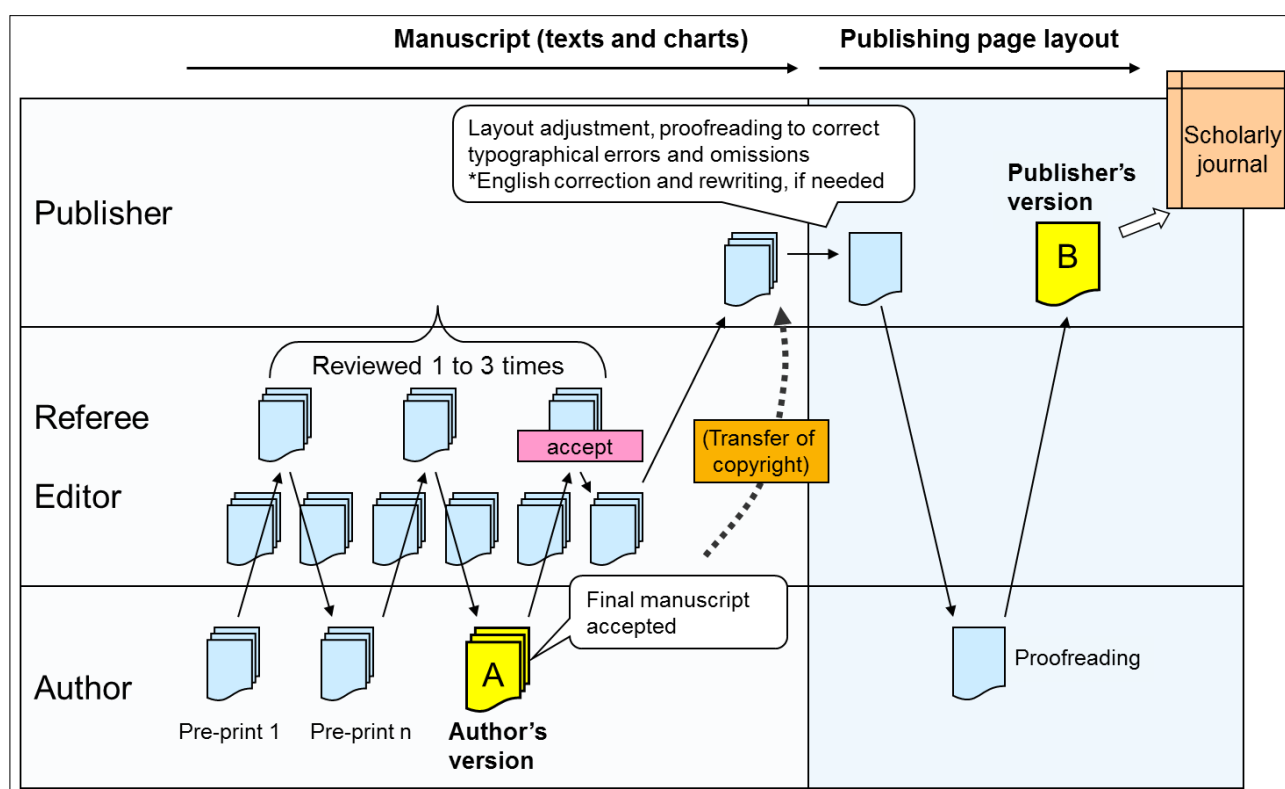 Manuscript (texts and charts)
Publishing page layout
Scholarly
journal
Layout adjustment, proofreading to correct
typographical errors and omissions
*English correction and rewriting, if needed
Publisher's
version
Publisher
B
Reviewed 1 to 3 times
Referee
accept
(Transfer of
copyright)
Editor
Final manuscript
accepted
Author
A
Proofreading
Pre-print 1
Pre-print n
Author's
version